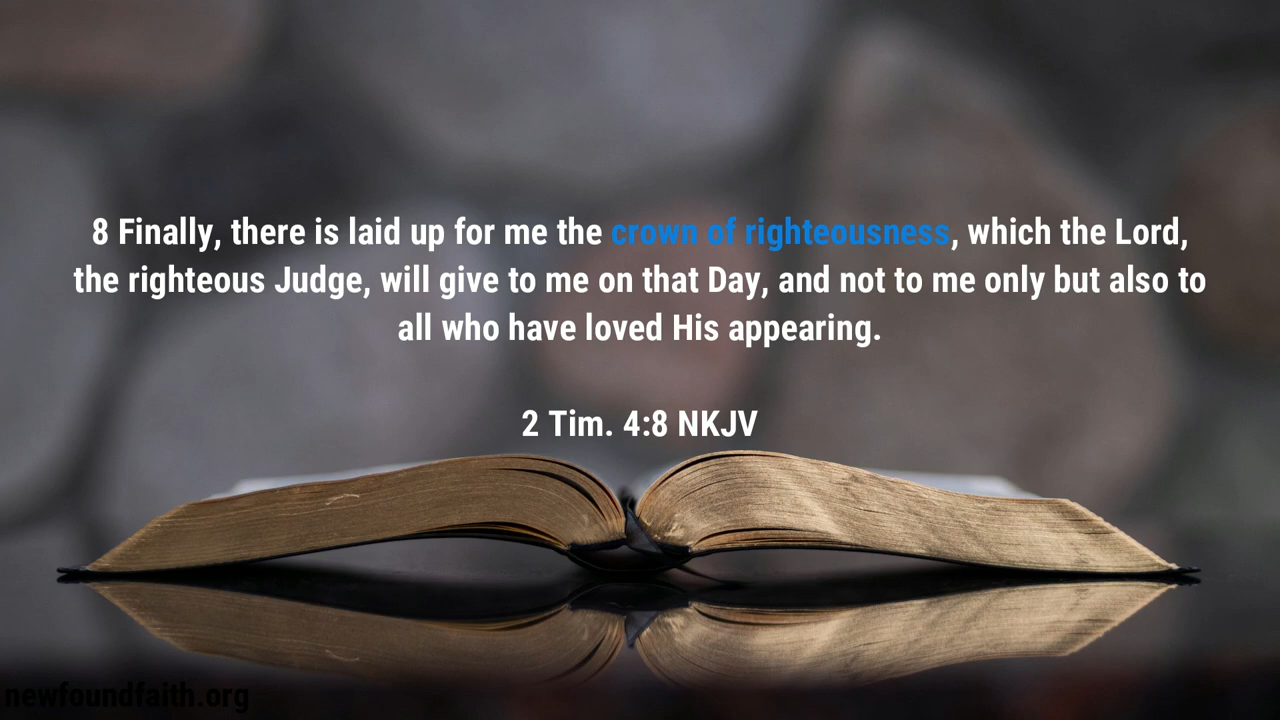 8 Finally, there is laid up for me the crown of righteousness, which the Lord,
the righteous Judge, will give to me on that Day, and not to me only but also to
all who have loved His appearing.
2 Tim. 4:8 NKJV
newfoundfaith.org